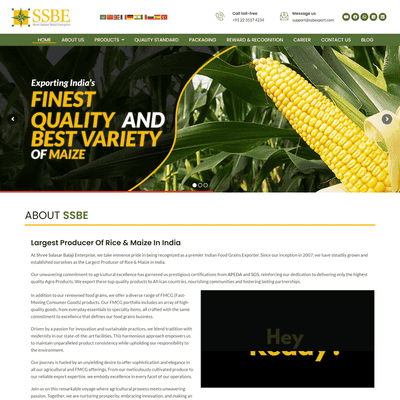 SSBE
Call toll-free
Message us
support@ssbexport.com
HOME
ABOUT US
PRODUCTS
QUALITY STANDARD
PACKAGING
REWARD & RECOGNITION
CAREER
CONTACT US
BLOG
Exporting India's
FINEST
QUALITY AND
BEST VARIETY
OF MAIZE
ABOUT SSBE
Largest Producer Of Rice & Maize In India
At Shree Salasar Balaji Enterprise, we take immense pride in being recognized as a premier Indian Food Grains Exporter. Since our inception in 2007, we have steadily grown and
established ourselves as the Largest Producer of Rice & Maize in India.
Our unwavering commitment to agricultural excellence has garnered us prestigious certifications from APEDA and SGS, reinforcing our dedication to delivering only the highest
quality Agro Products. We export these top quality products to African countries, nourishing communities and fostering lasting partnerships.
In addition to our renowned food grains, we offer a diverse range of FMCG (Fast-
Moving Consumer Goods) products. Our FMCG portfolio includes an array of high-
quality goods, from everyday essentials to specialty items, all crafted with the same
commitment to excellence that defines our food grains business.
Driven by a passion for innovation and sustainable practices, we blend tradition with
modernity in our state-of-the-art facilities. This harmonious approach empowers us
to maintain unparalleled product consistency while upholding our responsibility to
the environment.
Our journey is fueled by an unyielding desire to offer sophistication and elegance in
all our agricultural and FMCG offerings. From our meticulously cultivated produce to
our reliable export expertise, we embody excellence in every facet of our operations.
Join us on this remarkable voyage where agricultural prowess meets unwavering
passion. Together, we are nurturing prosperity, embracing innovation, and making an
Hey
Ready?